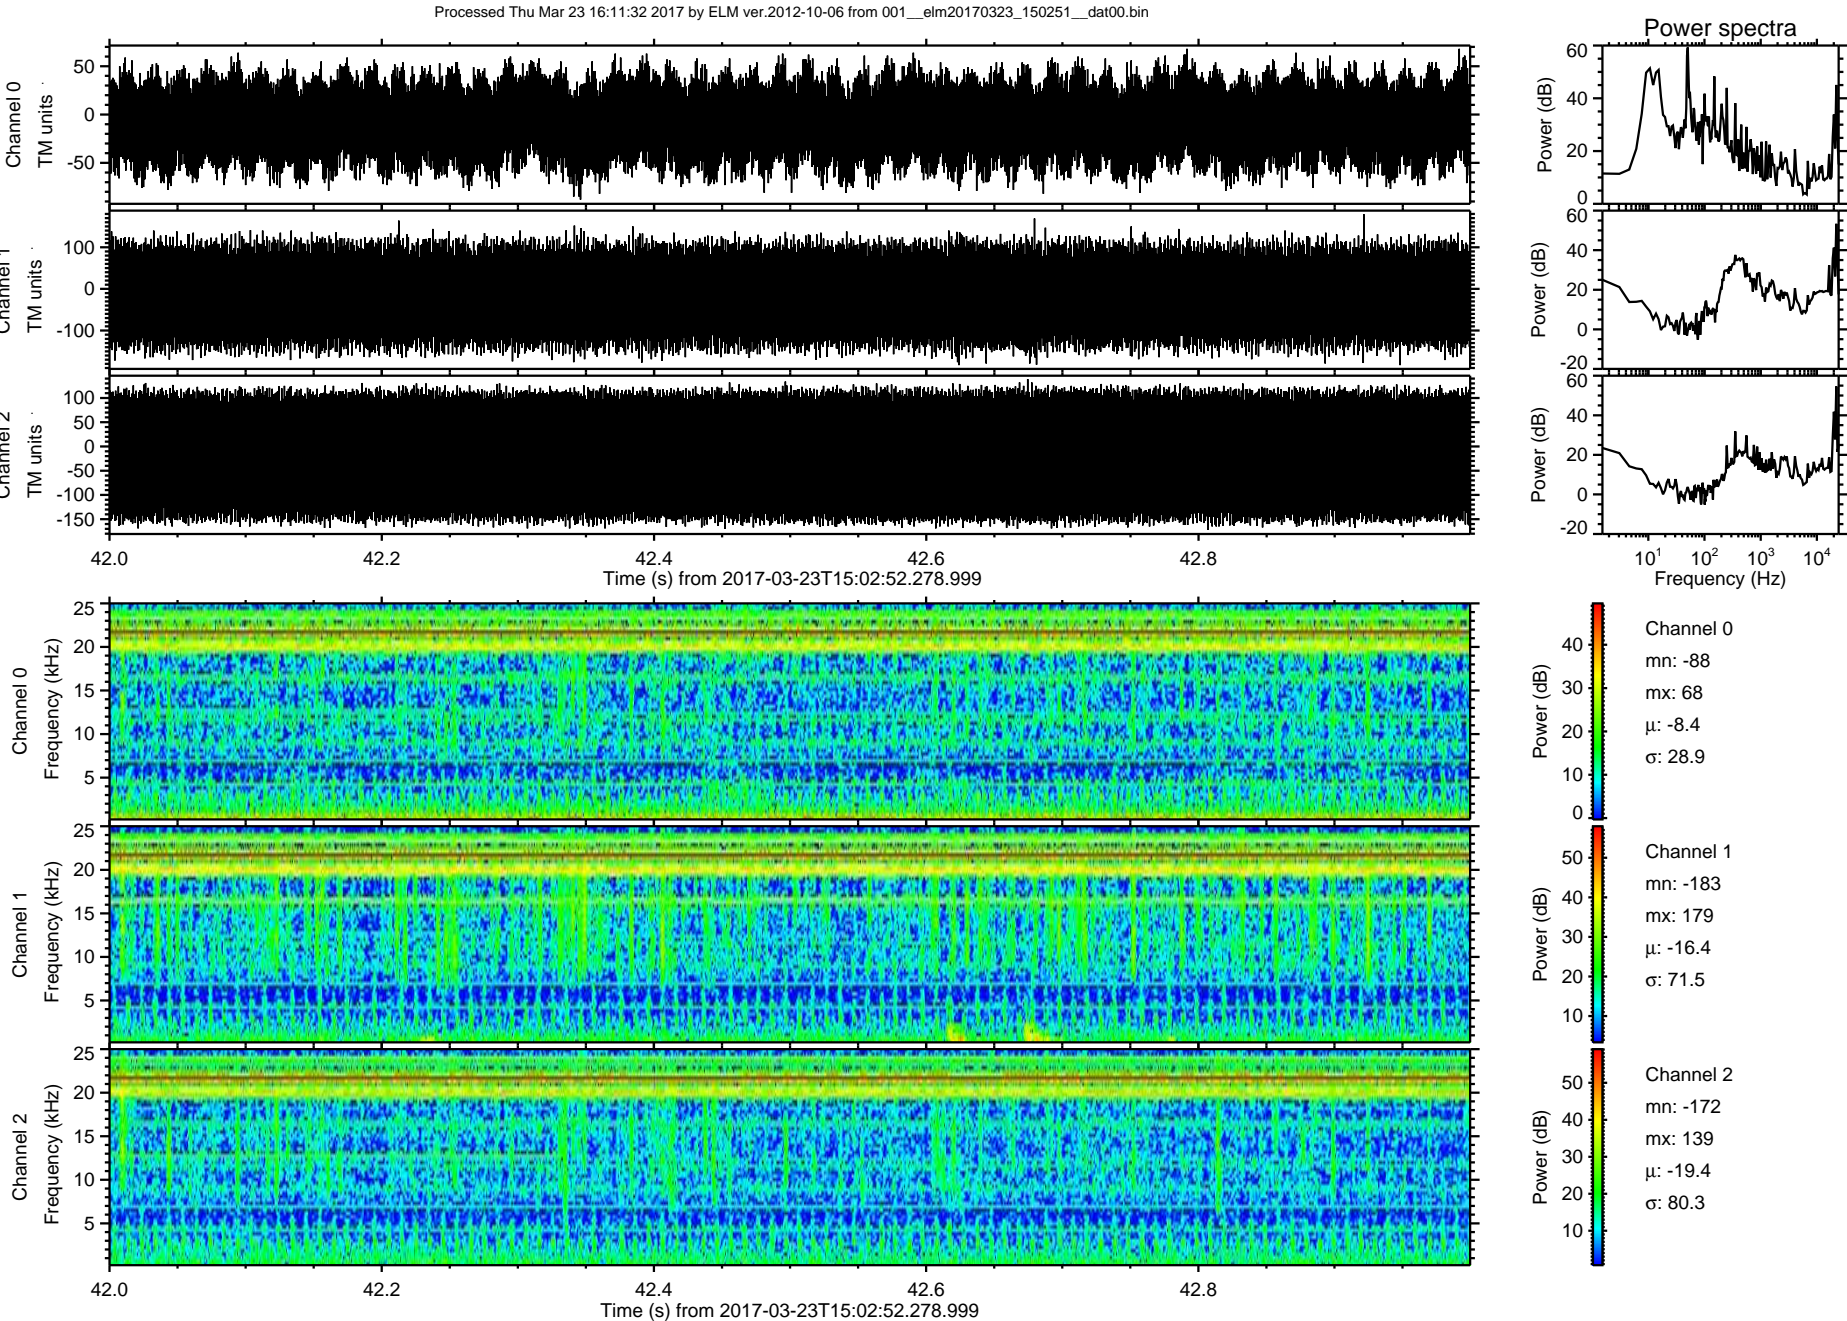 Processed Thu Mar 23 16:11:32 2017 by ELM ver.2012-10-06 from 001__elm20170323_150251__dat00.bin
Power spectra
Channel 0
TM units
50
0
-50
Power (dB)
60
40
20
0
Channel 1
TM units
100
0
-100
Power (dB)
60
40
20
0
-20
Channel 2
TM units
100
50
0
-50
-100
-150
Power (dB)
60
40
20
0
-20
42.0 42.2 42.4 42.6 42.8
Time (s) from 2017-03-23T15:02:52.278.999
10^1 10^2 10^3 10^4
Frequency (Hz)
Channel 0
Frequency (kHz)
25
20
15
10
5
Power (dB)
40
30
20
10
0
Channel 0
mn: -88
mx: 68
μ: -8.4
σ: 28.9
Channel 1
Frequency (kHz)
25
20
15
10
5
Power (dB)
50
40
30
20
10
Channel 1
mn: -183
mx: 179
μ: -16.4
σ: 71.5
Channel 2
Frequency (kHz)
25
20
15
10
5
Power (dB)
50
40
30
20
10
Channel 2
mn: -172
mx: 139
μ: -19.4
σ: 80.3
42.0 42.2 42.4 42.6 42.8
Time (s) from 2017-03-23T15:02:52.278.999